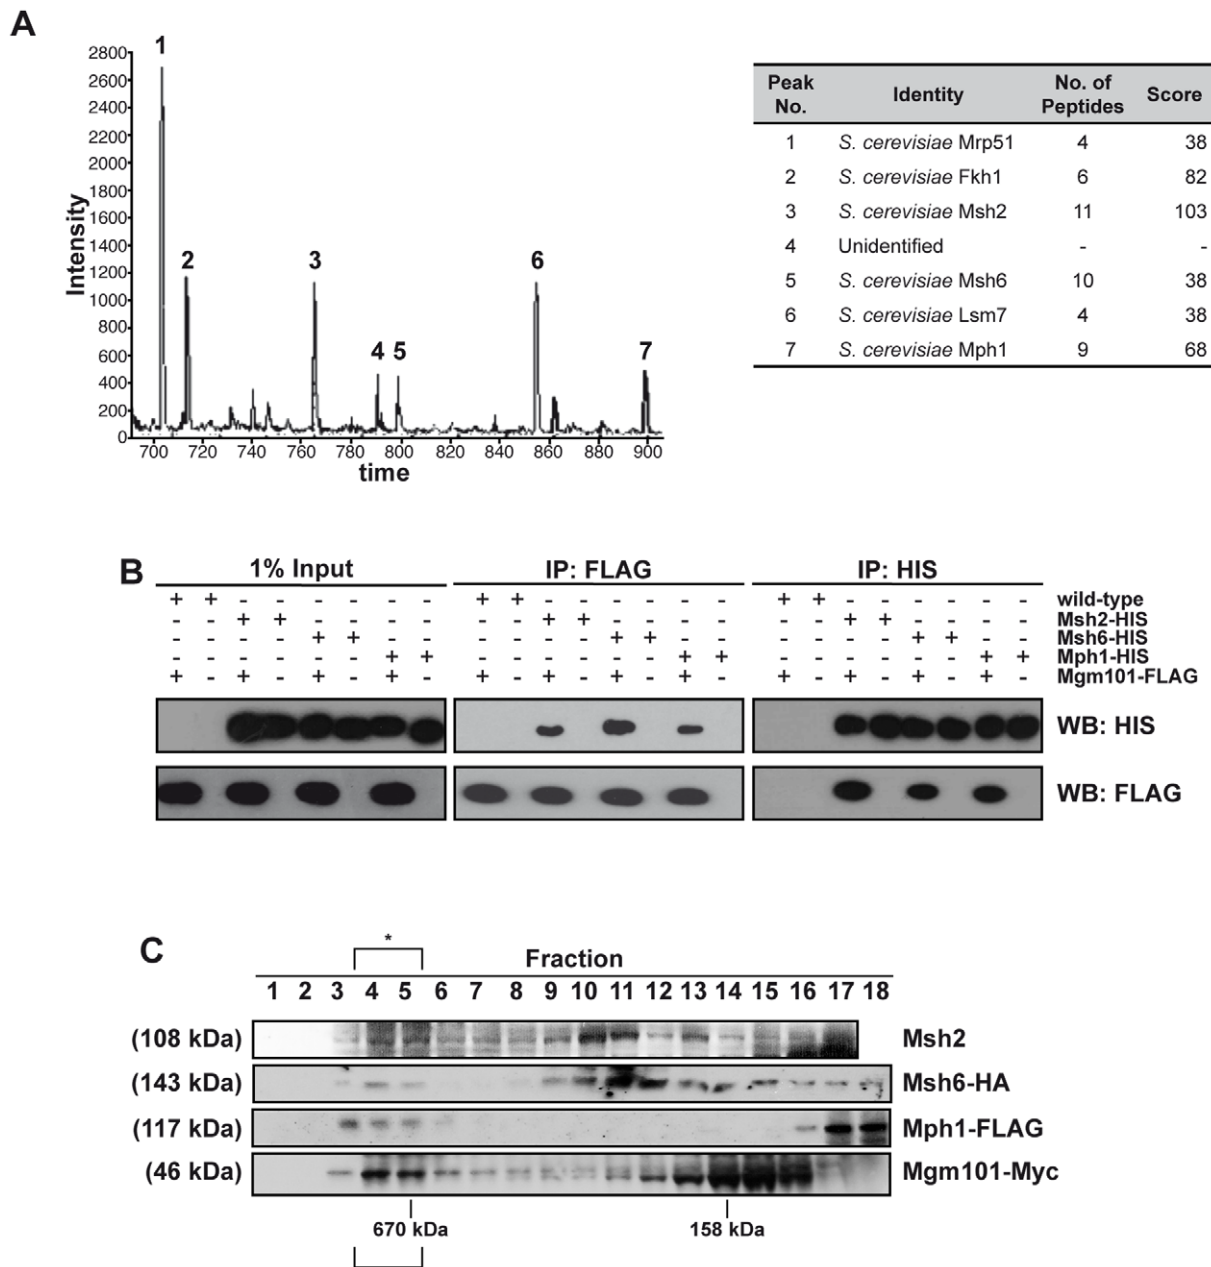 A
2800
2600
2400
2200
2000
1800
1600
1400
1200
1000
800
600
400
200
0
Intensity
1
2
3
4
5
6
7
700 720 740 760 780 800 820 840 860 880 900
time
Peak No. Identity No. of Peptides Score
1 S. cerevisiae Mrp51 4 38
2 S. cerevisiae Fkh1 6 82
3 S. cerevisiae Msh2 11 103
4 Unidentified - -
5 S. cerevisiae Msh6 10 38
6 S. cerevisiae Lsm7 4 38
7 S. cerevisiae Mph1 9 68
B
1% Input IP: FLAG IP: HIS
+ + - - - - - - + + - - - - - - + + - - - - - - wild-type
- - + + - - - - - - + + - - - - - - + + - - - - Msh2-HIS
- - - - + + - - - - - - + + - - - - - - + + - - Msh6-HIS
- - - - - - + + - - - - - - + + - - - - - - + + Mph1-HIS
+ - + - + - + - + - + - + - + - + - + - + - + - Mgm101-FLAG
WB: HIS
WB: FLAG
C
*
Fraction
1 2 3 4 5 6 7 8 9 10 11 12 13 14 15 16 17 18
(108 kDa) Msh2
(143 kDa) Msh6-HA
(117 kDa) Mph1-FLAG
(46 kDa) Mgm101-Myc
670 kDa 158 kDa